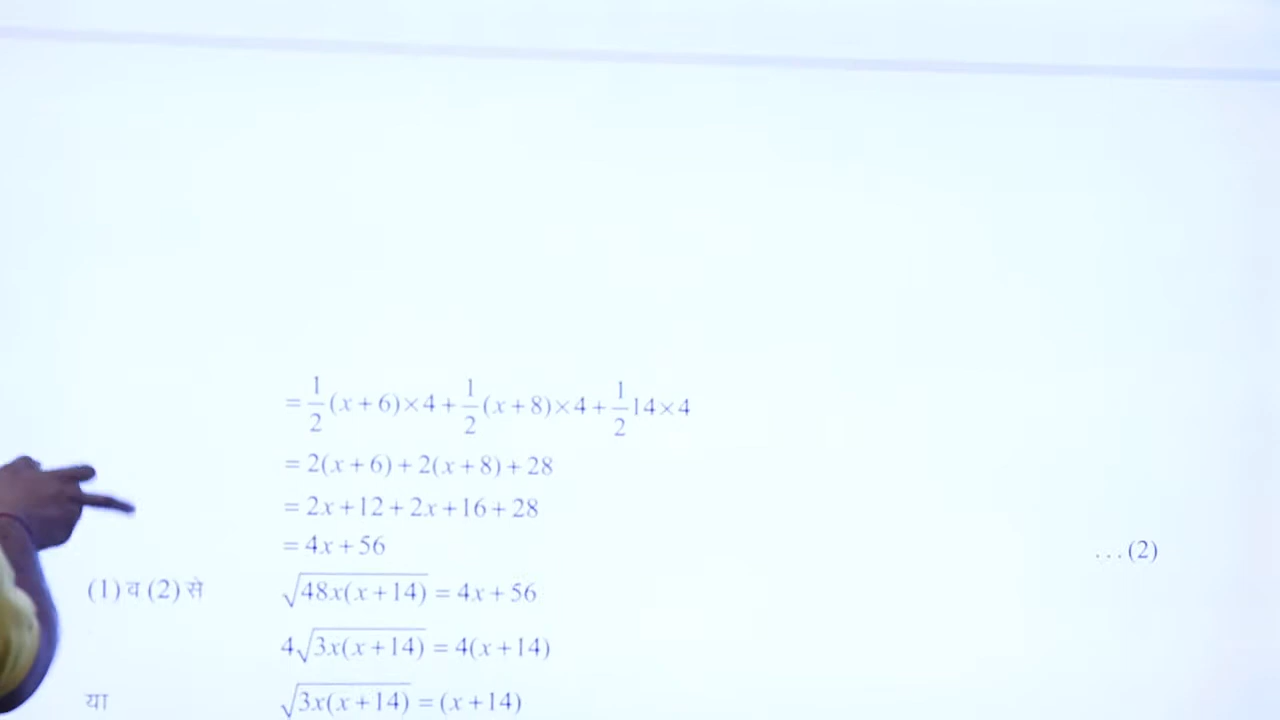 = 1/2 (x+6)×4 + 1/2 (x+8)×4 + 1/2 14×4
= 2(x+6) + 2(x+8) + 28
= 2x+12 + 2x+16 + 28
= 4x + 56
...(2)
(1) व (2) से √48x(x+14) = 4x + 56
4√3x(x+14) = 4(x+14)
या √3x(x+14) = (x+14)